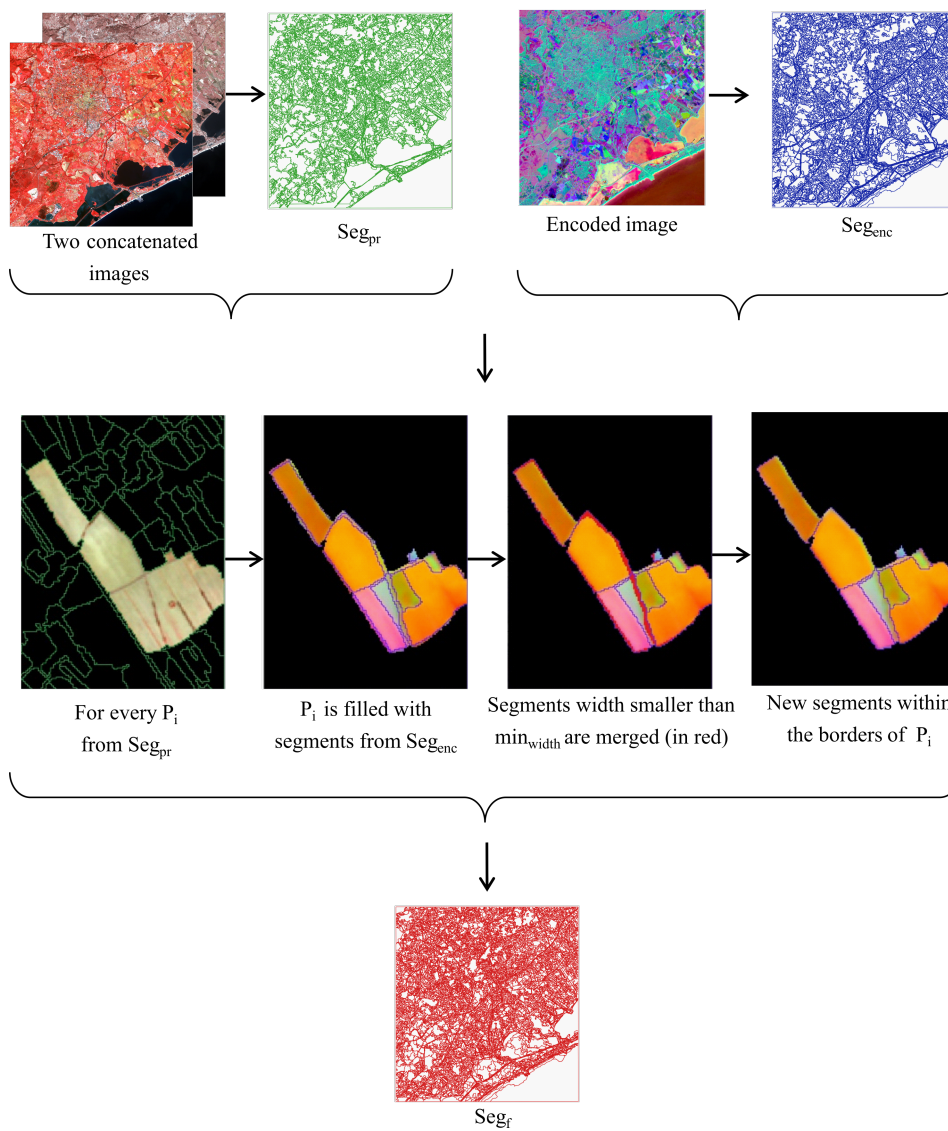 Two concatenated
images
Seg_pr
Encoded image
Seg_enc
For every P_i
from Seg_pr
P_i is filled with
segments from Seg_enc
Segments width smaller than
min_width are merged (in red)
New segments within
the borders of P_i
Seg_f